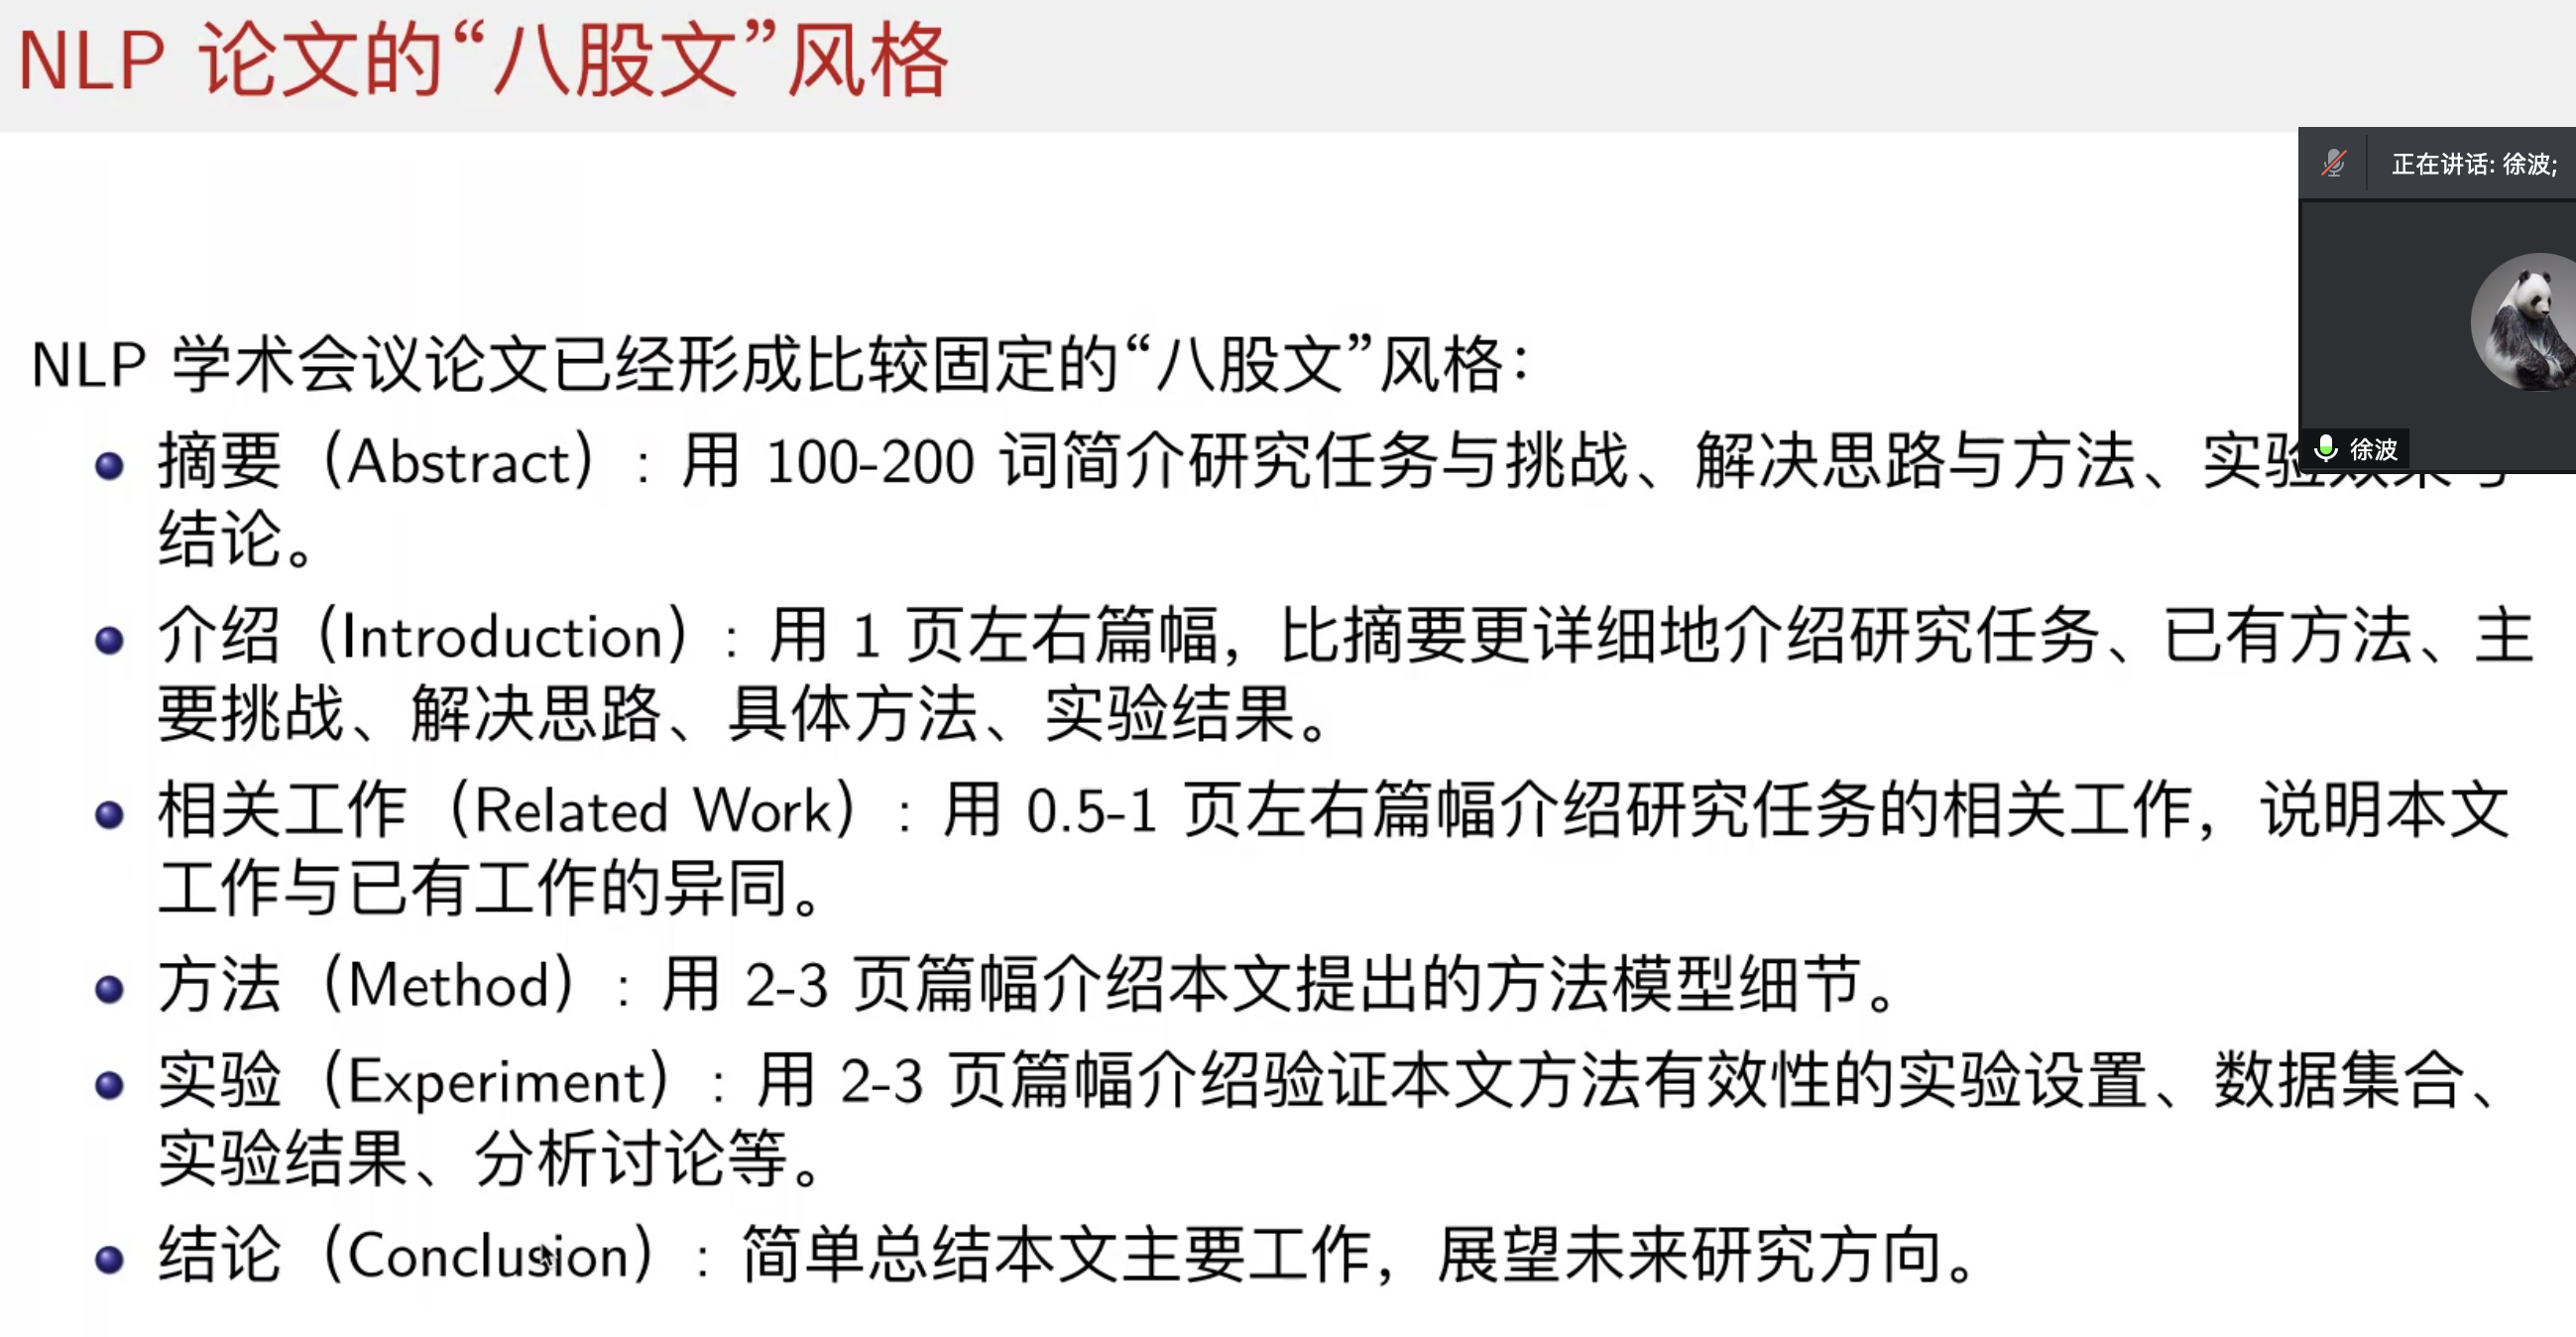 NLP 论文的“八股文”风格
正在讲话: 徐波;
NLP 学术会议论文已经形成比较固定的“八股文”风格：
摘要（Abstract）: 用 100-200 词简介研究任务与挑战、解决思路与方法、实验效果与
徐波
结论。
介绍（Introduction）: 用 1 页左右篇幅，比摘要更详细地介绍研究任务、已有方法、主
要挑战、解决思路、具体方法、实验结果。
相关工作（Related Work）: 用 0.5-1 页左右篇幅介绍研究任务的相关工作，说明本文
工作与已有工作的异同。
方法（Method）: 用 2-3 页篇幅介绍本文提出的方法模型细节。
实验（Experiment）: 用 2-3 页篇幅介绍验证本文方法有效性的实验设置、数据集合、
实验结果、分析讨论等。
结论（Conclusion）: 简单总结本文主要工作，展望未来研究方向。